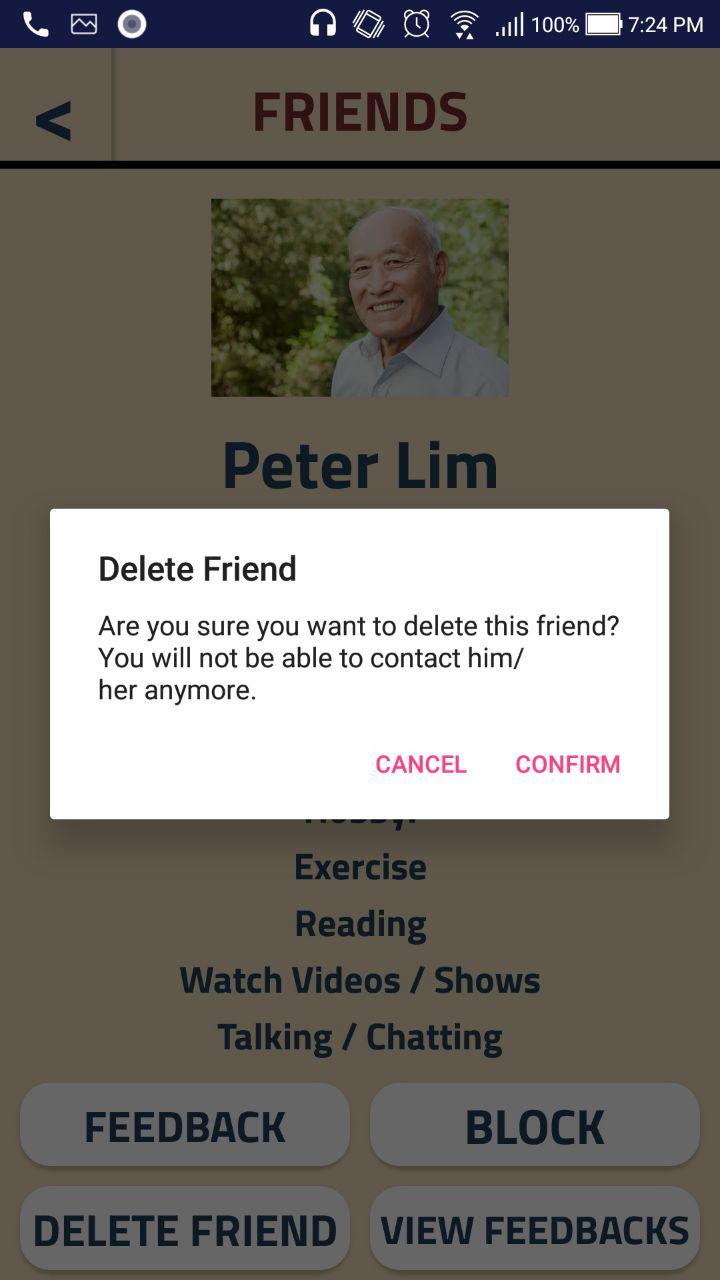 100% 7:24 PM
< FRIENDS
Peter Lim
Delete Friend
Are you sure you want to delete this friend?
You will not be able to contact him/
her anymore.
CANCEL CONFIRM
Exercise
Reading
Watch Videos / Shows
Talking / Chatting
FEEDBACK BLOCK
DELETE FRIEND VIEW FEEDBACKS